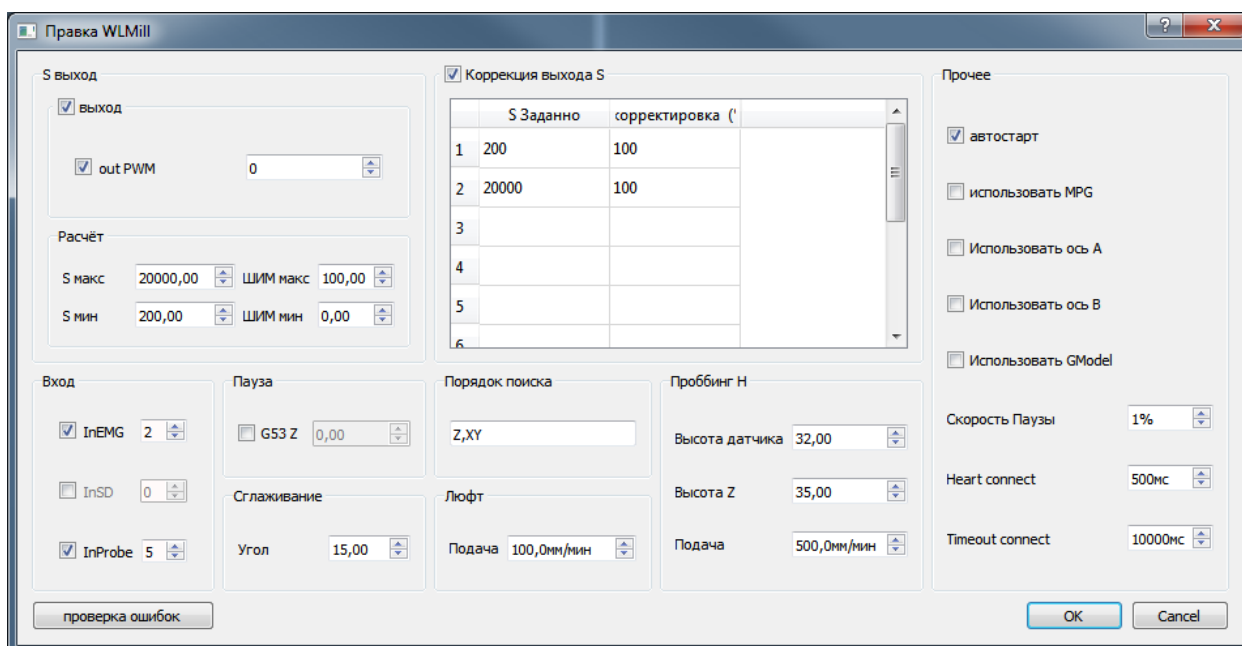 Правка WLMill
S выход
выход
out PWM 0
Расчёт
S макс 20000,00 ШИМ макс 100,00
S мин 200,00 ШИМ мин 0,00
Коррекция выхода S
S Заданно корректировка ('
1 200 100
2 20000 100
3
4
5
6
Прочее
автостарт
использовать MPG
Использовать ось A
Использовать ось B
Использовать GModel
Скорость Паузы 1%
Heart connect 500мс
Timeout connect 10000мс
Вход
InEMG 2
InSD 0
InProbe 5
Пауза
G53 Z 0,00
Сглаживание
Угол 15,00
Порядок поиска
Z,XY
Люфт
Подача 100,0мм/мин
Проббинг H
Высота датчика 32,00
Высота Z 35,00
Подача 500,0мм/мин
проверка ошибок
OK Cancel